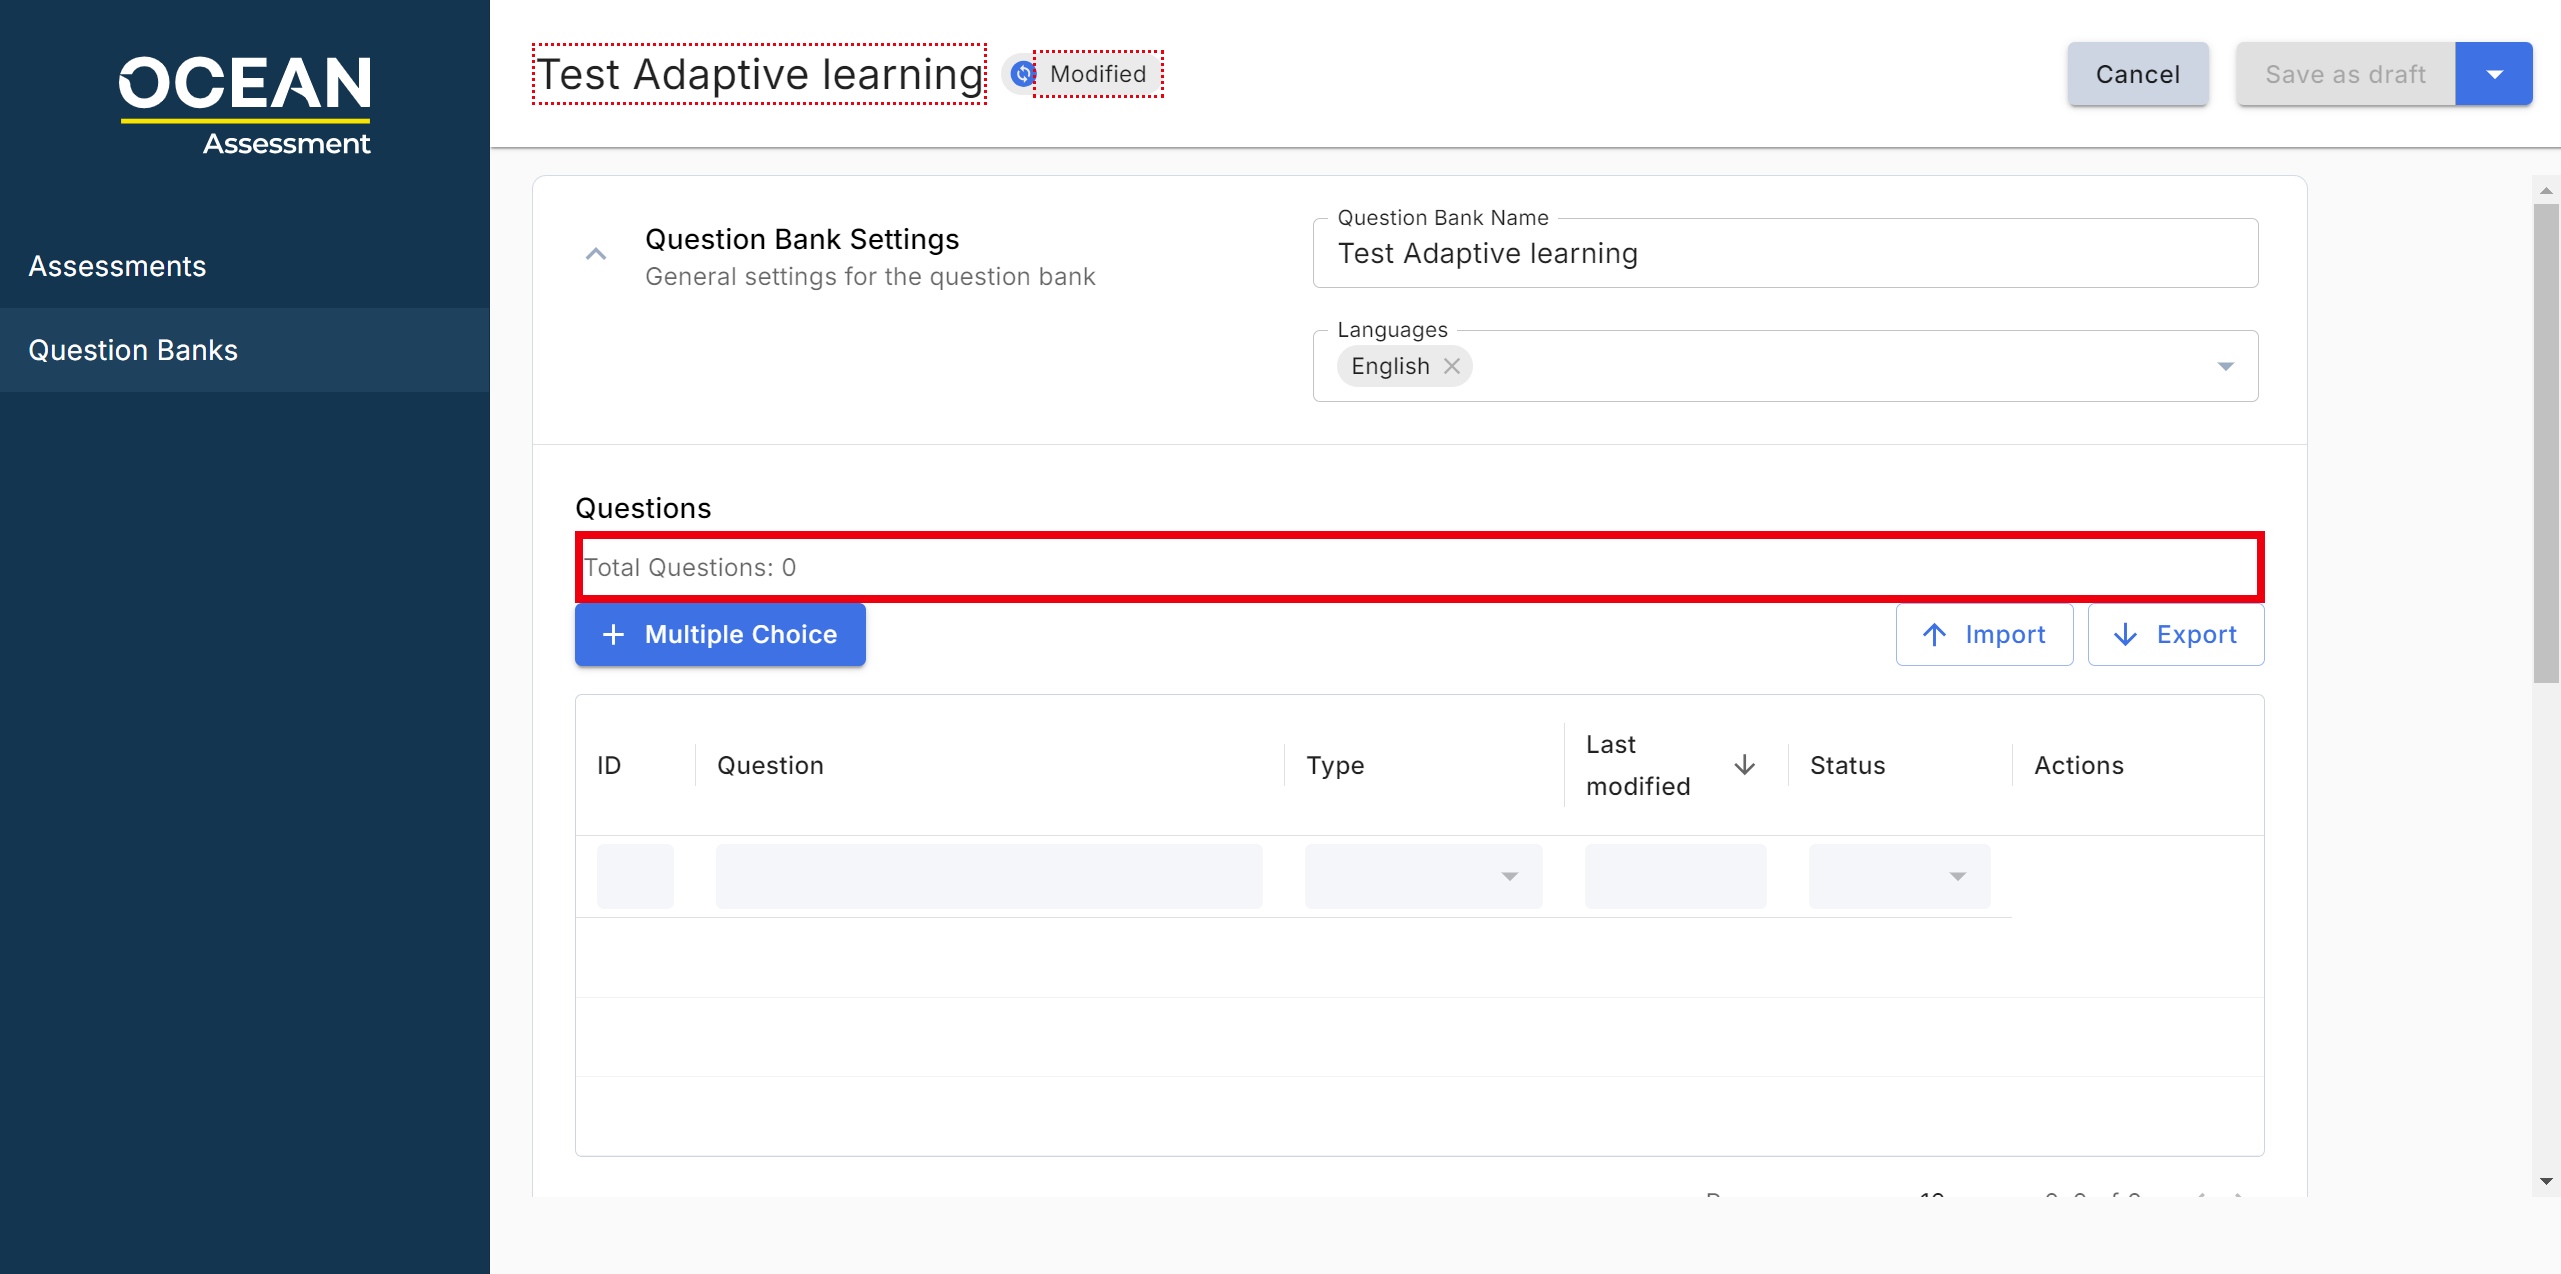 OCEAN
Assessment
Assessments
Question Banks
Test Adaptive learning
Modified
Cancel
Save as draft
Question Bank Settings
General settings for the question bank
Question Bank Name
Test Adaptive learning
Languages
English
Questions
Total Questions: 0
Multiple Choice
Import
Export
ID
Question
Type
Last modified
Status
Actions